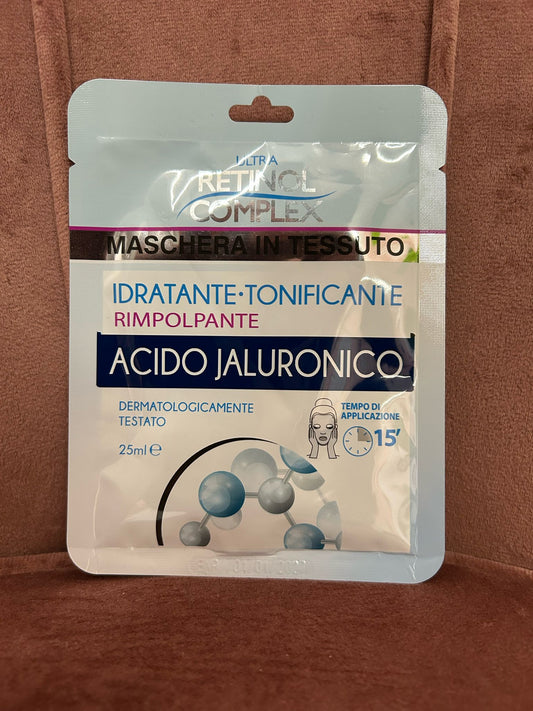 ULTRA
RETINOL
COMPLEX
MASCHERA IN TESSUTO
IDRATANTE•TONIFICANTE
RIMPOLPANTE
ACIDO JALURONICO
DERMATOLOGICAMENTE
TESTATO
25ml e
TEMPO DI
APPLICAZIONE
15'